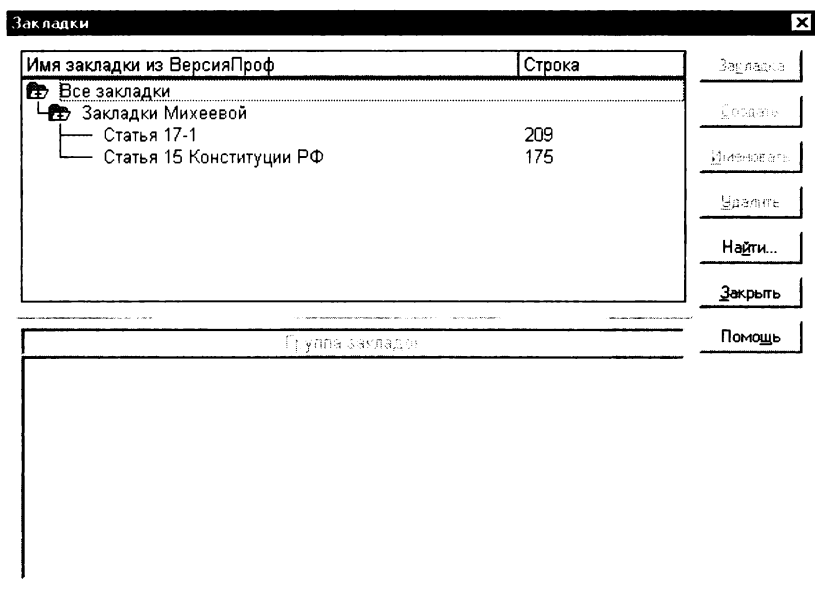 Закладки
Имя закладки из ВерсияПроф Строка
Все закладки
Закладки Михеевой
Статья 17-1 209
Статья 15 Конституции РФ 175
Закладка
Создать
Именовать
Удалить
Найти...
Закрыть
Помощь
Группа закладок